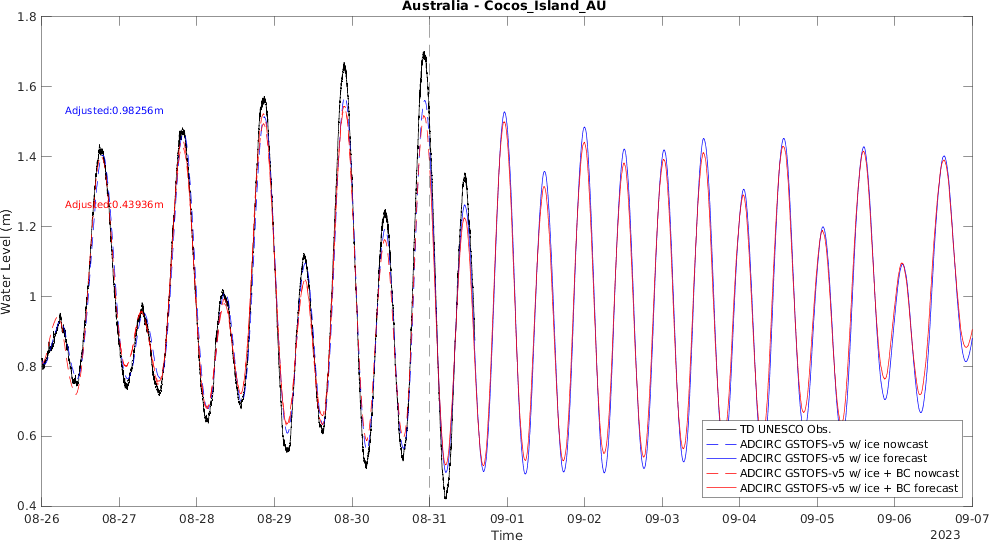 Australia - Cocos_Island_AU
1.8
1.6
1.4
1.2
1
0.8
0.6
0.4
Water Level (m)
Adjusted:0.98256m
Adjusted:0.43936m
TD UNESCO Obs.
ADCIRC GSTOFS-v5 w/ ice nowcast
ADCIRC GSTOFS-v5 w/ ice forecast
ADCIRC GSTOFS-v5 w/ ice + BC nowcast
ADCIRC GSTOFS-v5 w/ ice + BC forecast
08-26 08-27 08-28 08-29 08-30 08-31 09-01 09-02 09-03 09-04 09-05 09-06 09-07
Time
2023